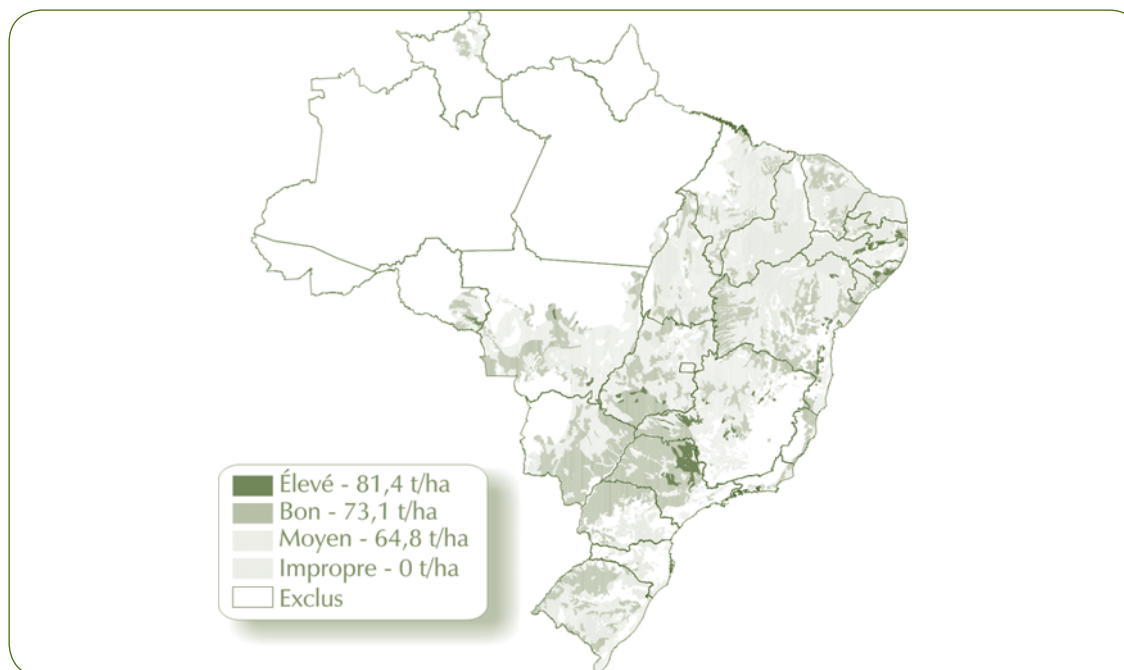 Élevé - 81,4 t/ha
Bon - 73,1 t/ha
Moyen - 64,8 t/ha
Impropre - 0 t/ha
Exclus